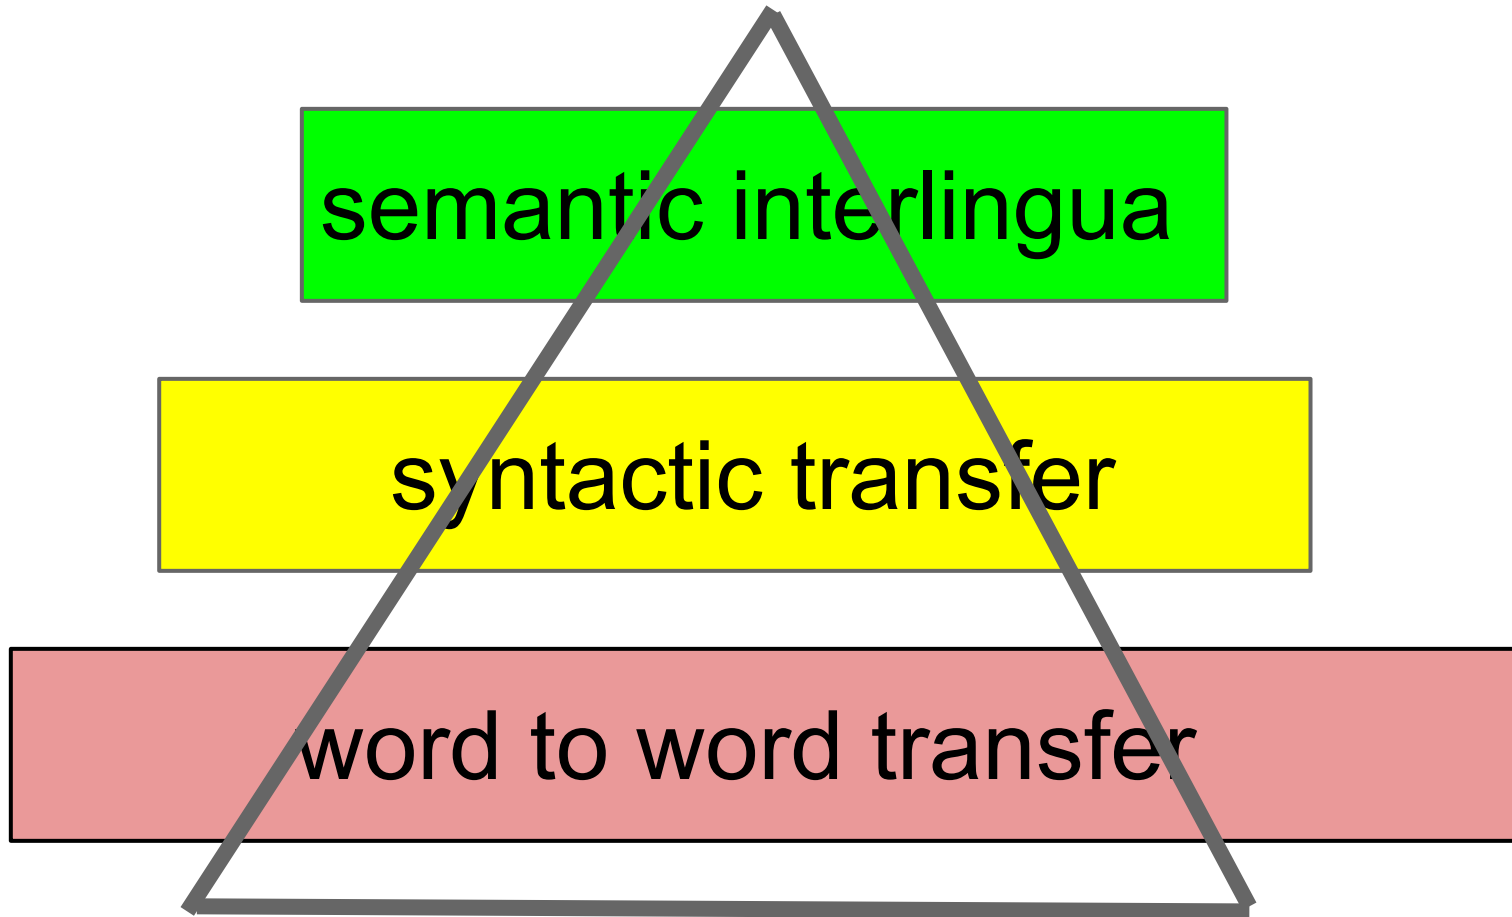 semantic interlingua
syntactic transfer
word to word transfer